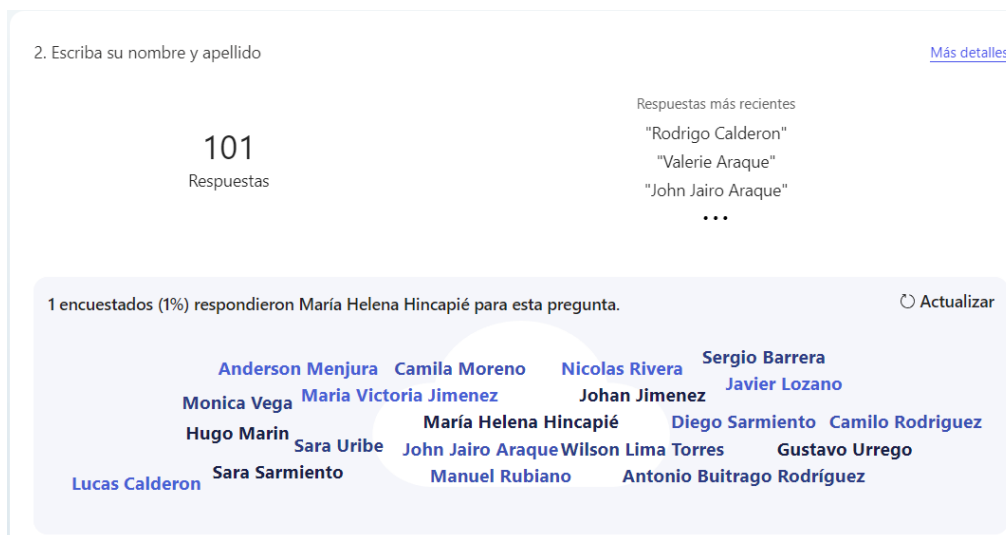 2. Escriba su nombre y apellido
Más detalles
101
Respuestas
Respuestas más recientes
"Rodrigo Calderon"
"Valerie Araque"
"John Jairo Araque"
...
1 encuestados (1%) respondieron María Helena Hincapié para esta pregunta.
Actualizar
Sergio Barrera
Anderson Menjura Camila Moreno Nicolas Rivera
Javier Lozano
Monica Vega Maria Victoria Jimenez Johan Jimenez
María Helena Hincapié Diego Sarmiento Camilo Rodriguez
Hugo Marin
Sara Uribe John Jairo Araque Wilson Lima Torres Gustavo Urrego
Sara Sarmiento
Lucas Calderon Manuel Rubiano Antonio Buitrago Rodríguez